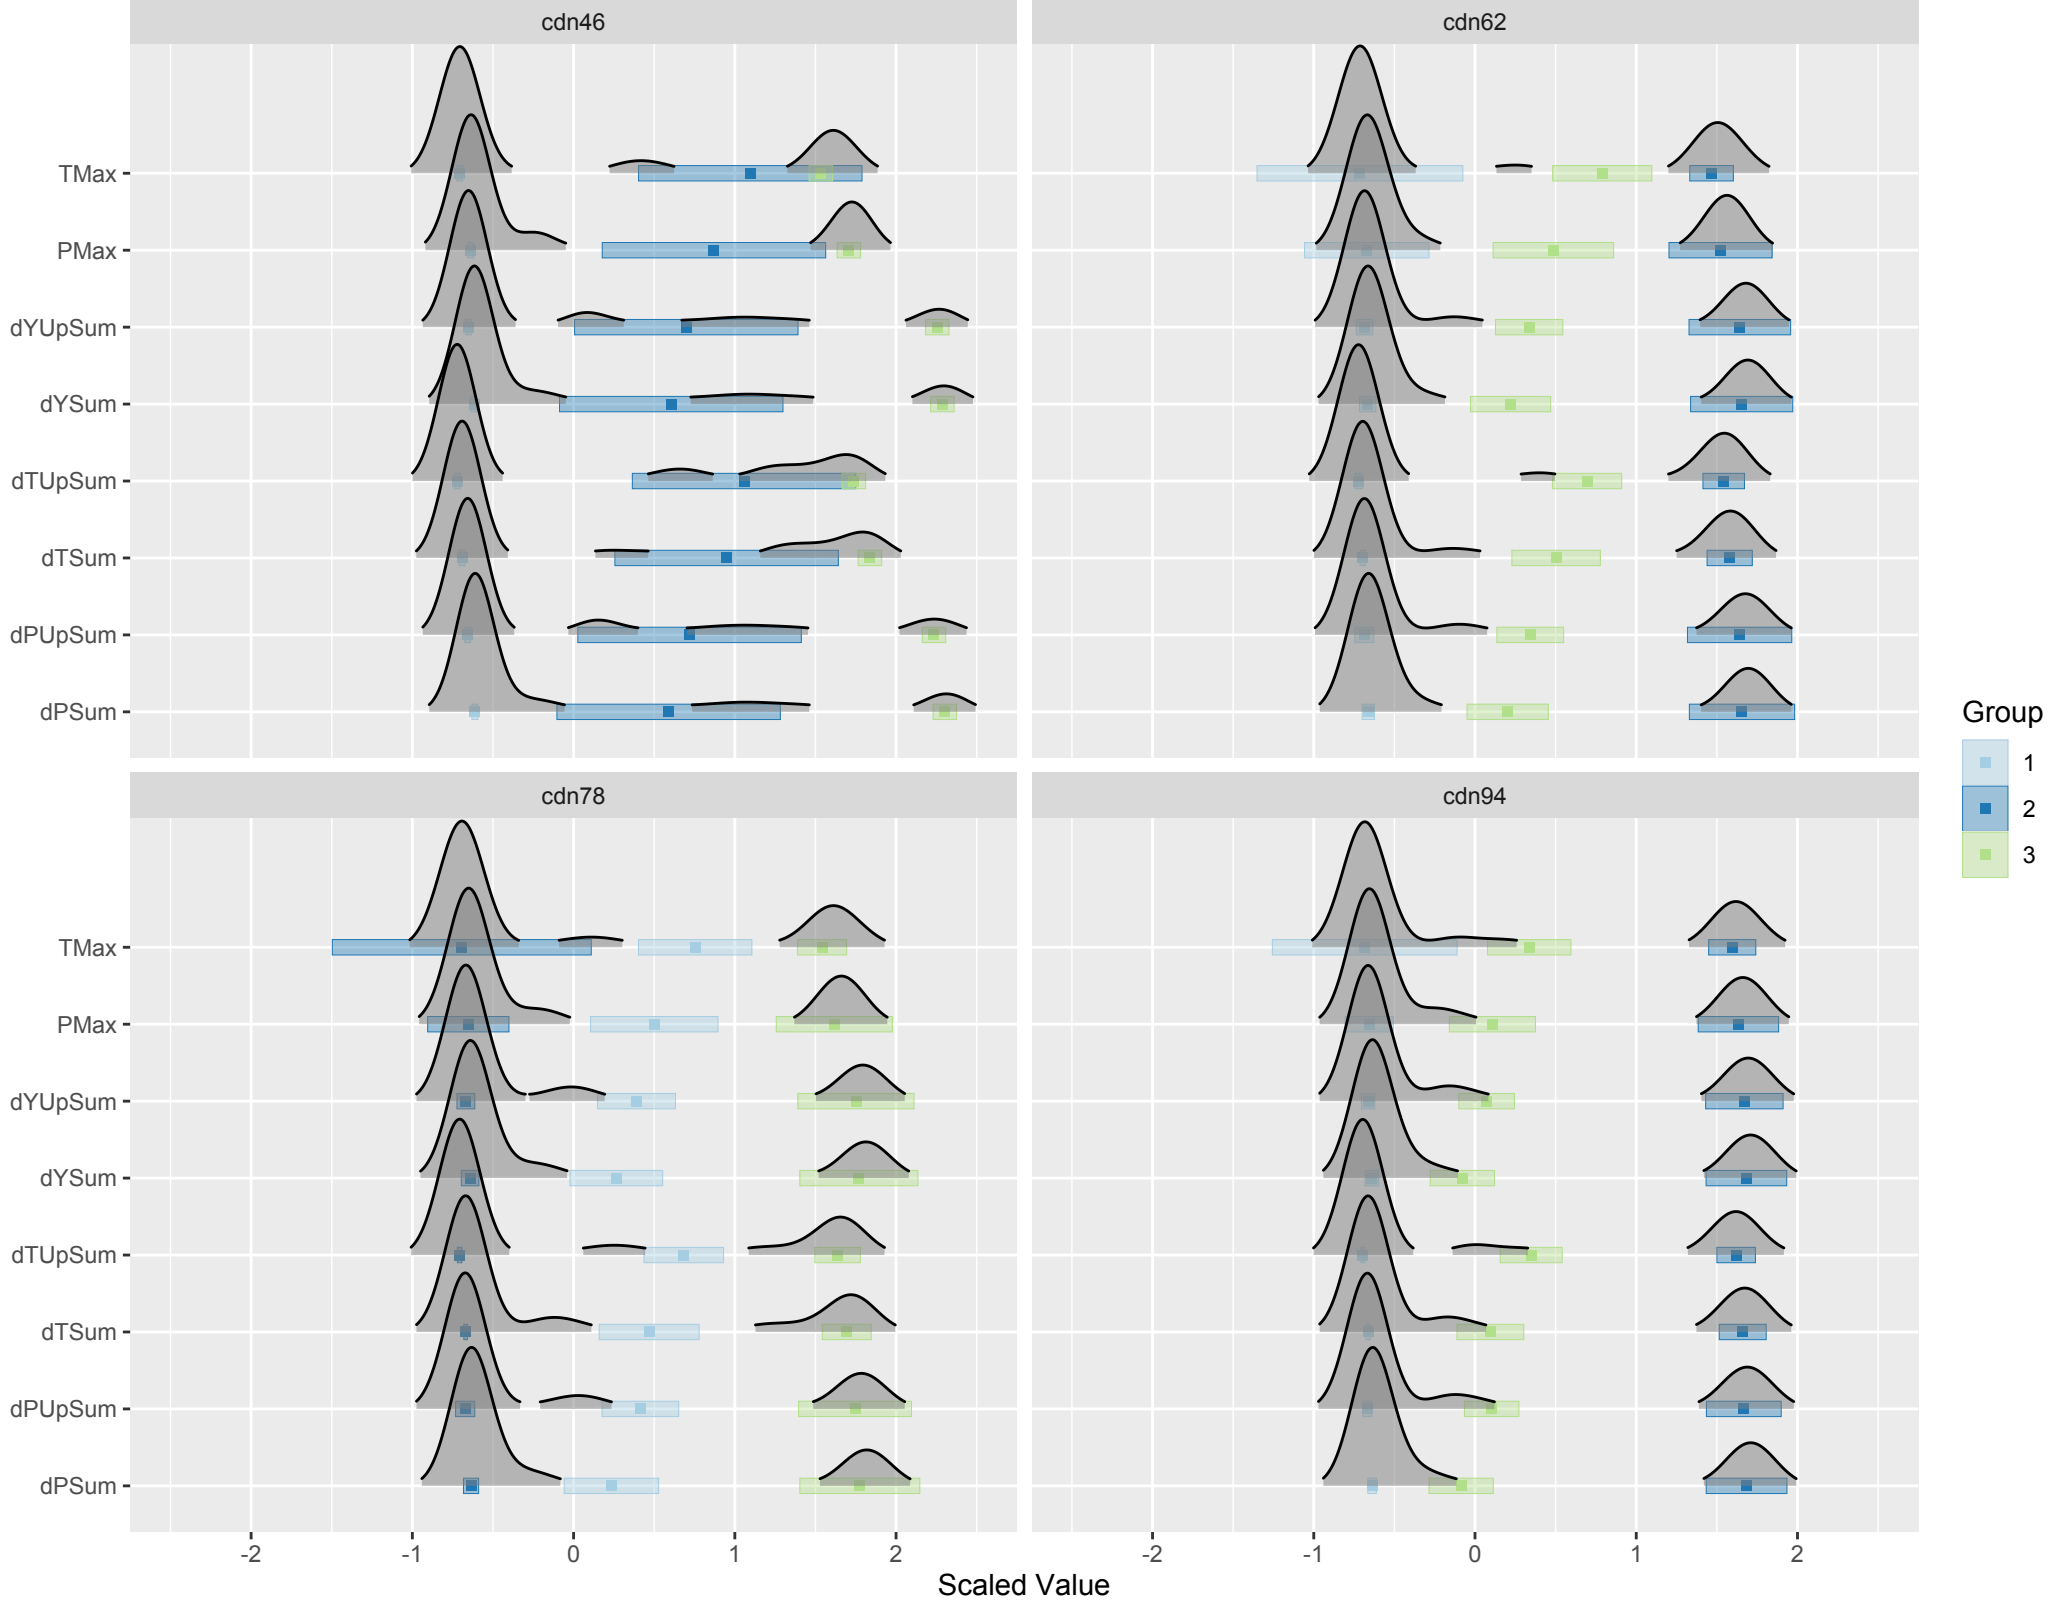 cdn46
cdn62
TMax
PMax
dYUpSum
dYSum
dTUpSum
dTSum
dPUpSum
dPSum
Group
1
2
3
cdn78
cdn94
TMax
PMax
dYUpSum
dYSum
dTUpSum
dTSum
dPUpSum
dPSum
-2 -1 0 1 2
-2 -1 0 1 2
Scaled Value